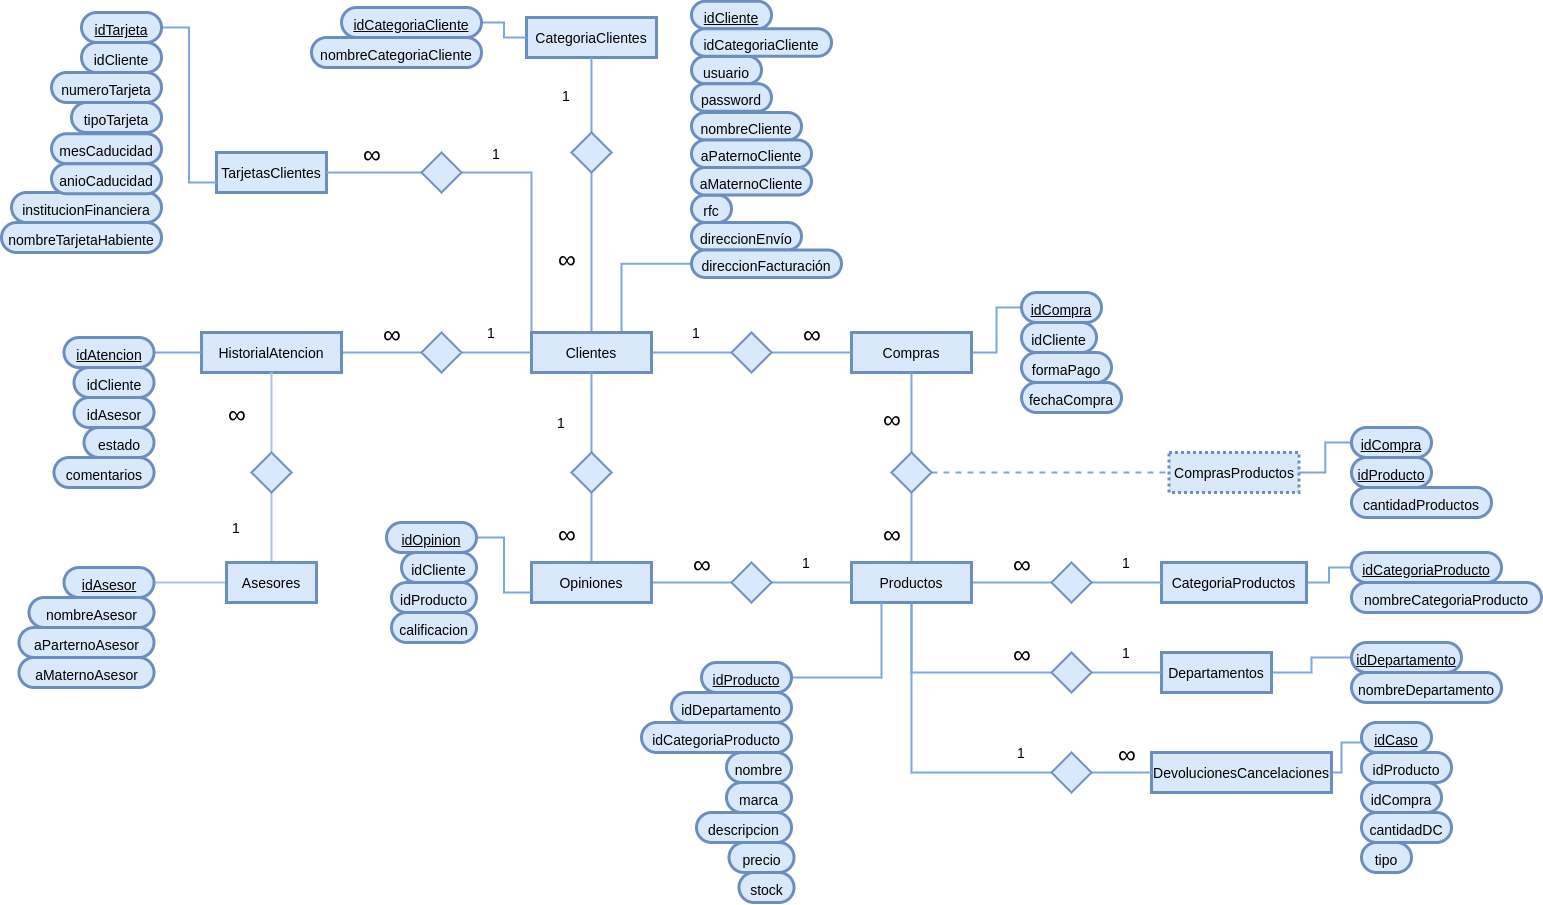 idTarjeta
idCliente
numeroTarjeta
tipoTarjeta
mesCaducidad
anioCaducidad
institucionFinanciera
nombreTarjetaHabiente
TarjetasClientes
∞
1
idCategoriaCliente
nombreCategoriaCliente
CategoriaClientes
1
∞
idCliente
idCategoriaCliente
usuario
password
nombreCliente
aPaternoCliente
aMaternoCliente
rfc
direccionEnvío
direccionFacturación
idAtencion
idCliente
idAsesor
estado
comentarios
HistorialAtencion
∞
1
Clientes
1
∞
Compras
idCompra
idCliente
formaPago
fechaCompra
∞
1
1
∞
∞
∞
ComprasProductos
idCompra
idProducto
cantidadProductos
idAsesor
nombreAsesor
aParternoAsesor
aMaternoAsesor
Asesores
idOpinion
idCliente
idProducto
calificacion
Opiniones
∞
1
Productos
∞
1
CategoriaProductos
idCategoriaProducto
nombreCategoriaProducto
∞
1
Departamentos
idDepartamento
nombreDepartamento
idProducto
idDepartamento
idCategoriaProducto
nombre
marca
descripcion
precio
stock
1
∞
DevolucionesCancelaciones
idCaso
idProducto
idCompra
cantidadDC
tipo